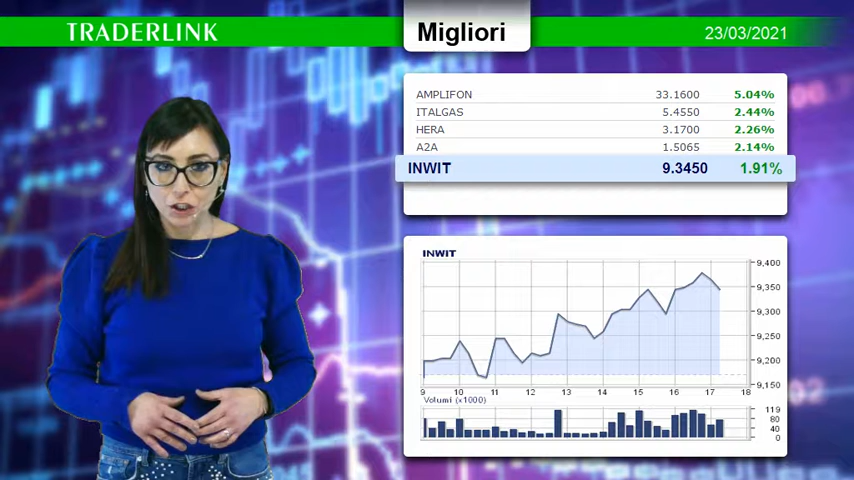 TRADERLINK
Migliori
23/03/2021
AMPLIFON 33.1600 5.04%
ITALGAS 5.4550 2.44%
HERA 3.1700 2.26%
A2A 1.5065 2.14%
INWIT 9.3450 1.91%
INWIT
9,400
9,350
9,300
9,250
9,200
9,150
9 10 11 12 13 14 15 16 17 18
Volumi (x1000)
119
80
40
0